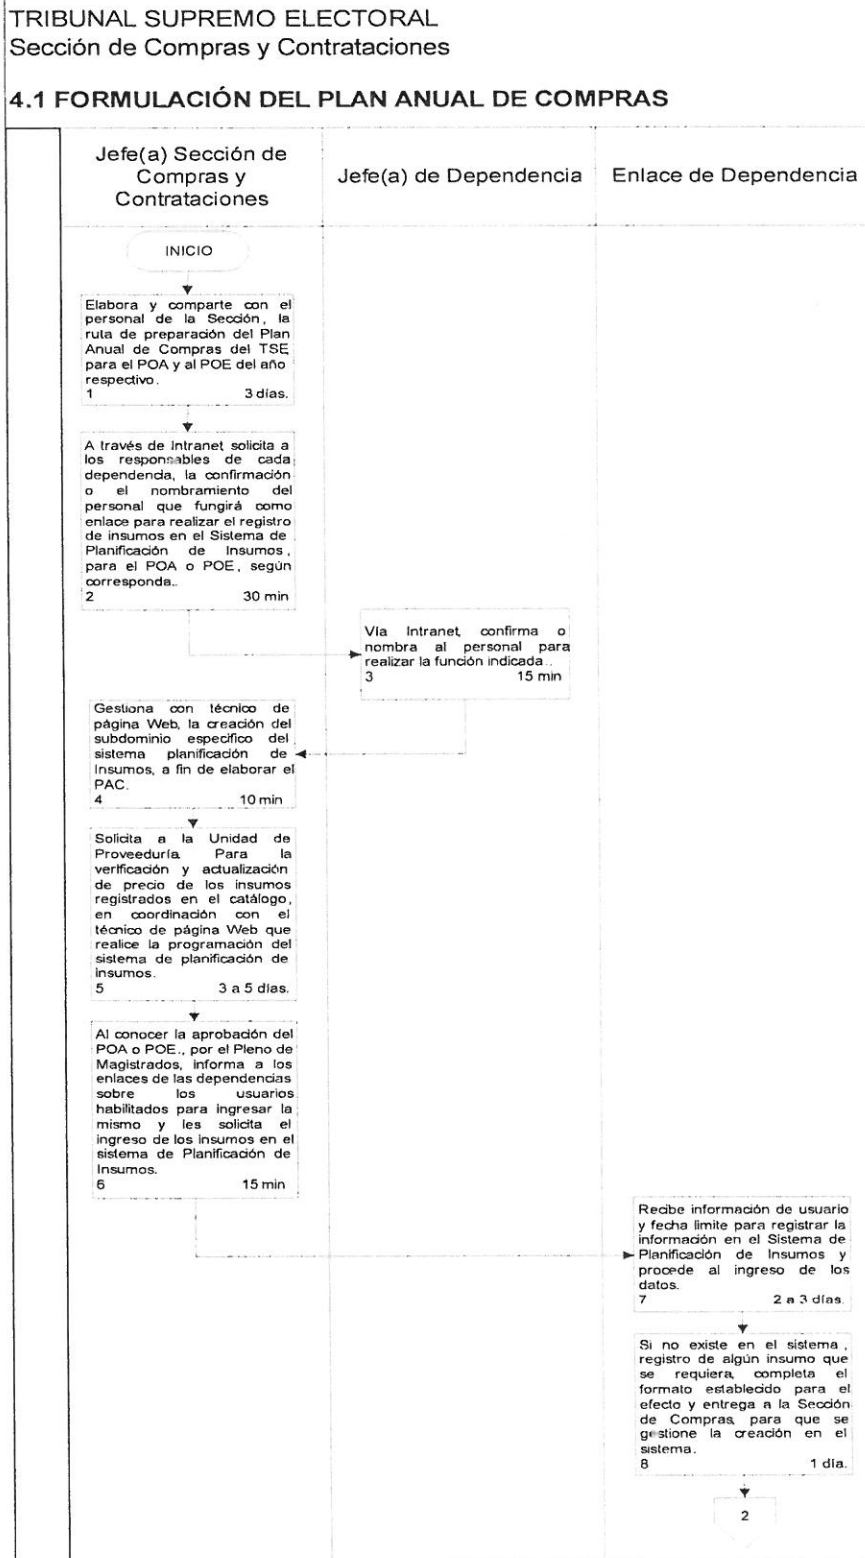 TRIBUNAL SUPREMO ELECTORAL
Sección de Compras y Contrataciones
4.1 FORMULACIÓN DEL PLAN ANUAL DE COMPRAS
Jefe(a) Sección de
Compras y
Contrataciones
Jefe(a) de Dependencia
Enlace de Dependencia
INICIO
Elabora y comparte con el
personal de la Sección, la
ruta de preparación del Plan
Anual de Compras del TSE
para el POA y al POE del año
respectivo.
1 3 días.
A través de Intranet solicita a
los responsables de cada
dependencia, la confirmación
o el nombramiento del
personal que fungirá como
enlace para realizar el registro
de insumos en el Sistema de
Planificación de Insumos,
para el POA o POE, según
corresponda..
2 30 min
Vía Intranet, confirma o
nombra al personal para
realizar la función indicada..
3 15 min
Gestiona con técnico de
página Web, la creación del
subdominio especifico del
sistema planificación de
Insumos, a fin de elaborar el
PAC.
4 10 min
Solicita a la Unidad de
Proveeduría Para la
verificación y actualización
de precio de los insumos
registrados en el catálogo,
en coordinación con el
técnico de página Web que
realice la programación del
sistema de planificación de
insumos.
5 3 a 5 días.
Al conocer la aprobación del
POA o POE., por el Pleno de
Magistrados, informa a los
enlaces de las dependencias
sobre los usuarios
habilitados para ingresar la
mismo y les solicita el
ingreso de los insumos en el
sistema de Planificación de
Insumos.
6 15 min
Recibe información de usuario
y fecha limite para registrar la
información en el Sistema de
Planificación de Insumos y
procede al ingreso de los
datos.
7 2 a 3 días.
Si no existe en el sistema,
registro de algún insumo que
se requiera, completa el
formato establecido para el
efecto y entrega a la Sección
de Compras, para que se
gestione la creación en el
sistema.
8 1 día.
2